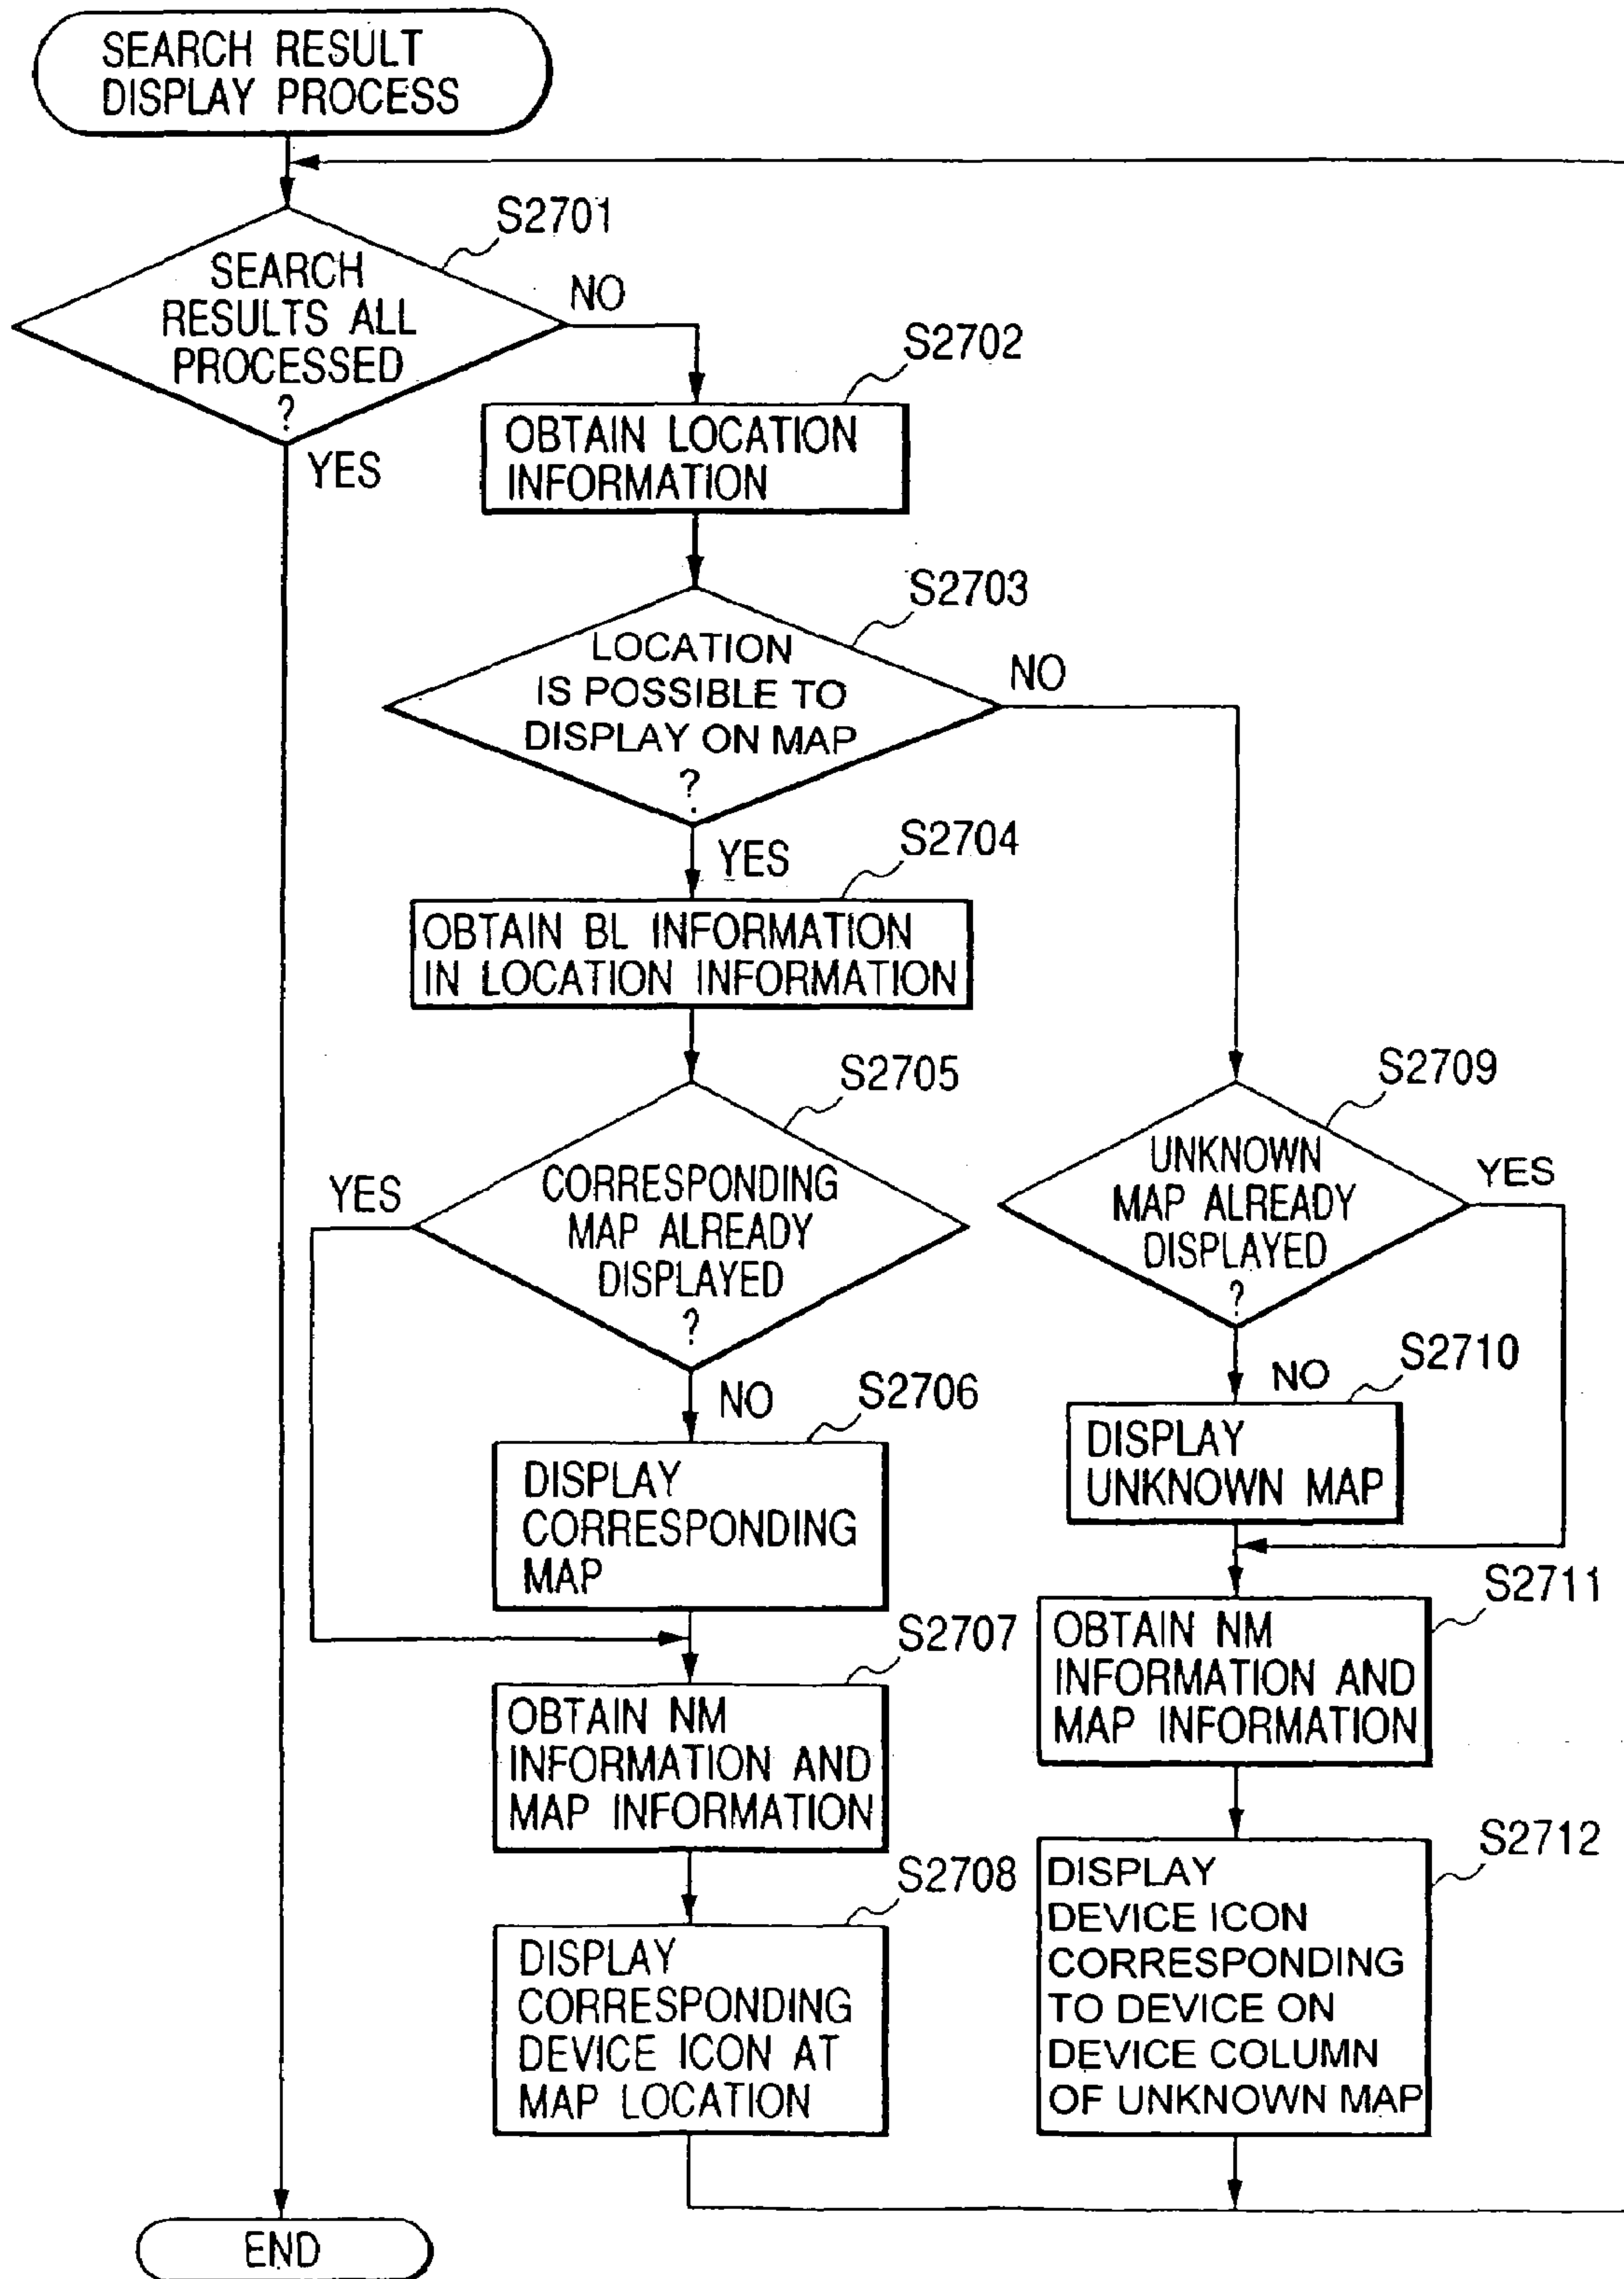 SEARCH RESULT
DISPLAY PROCESS
S2701
SEARCH
RESULTS ALL
PROCESSED
?
NO
YES
S2702
OBTAIN LOCATION
INFORMATION
S2703
LOCATION
IS POSSIBLE TO
DISPLAY ON MAP
?
NO
YES
S2704
OBTAIN BL INFORMATION
IN LOCATION INFORMATION
S2705
CORRESPONDING
MAP ALREADY
DISPLAYED
?
YES
NO
S2706
DISPLAY
CORRESPONDING
MAP
S2707
OBTAIN NM
INFORMATION AND
MAP INFORMATION
S2708
DISPLAY
CORRESPONDING
DEVICE ICON AT
MAP LOCATION
S2709
UNKNOWN
MAP ALREADY
DISPLAYED
?
YES
NO
S2710
DISPLAY
UNKNOWN MAP
S2711
OBTAIN NM
INFORMATION AND
MAP INFORMATION
S2712
DISPLAY
DEVICE ICON
CORRESPONDING
TO DEVICE ON
DEVICE COLUMN
OF UNKNOWN MAP
END